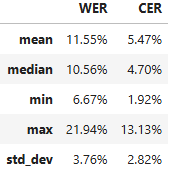 WER CER
mean 11.55% 5.47%
median 10.56% 4.70%
min 6.67% 1.92%
max 21.94% 13.13%
std_dev 3.76% 2.82%